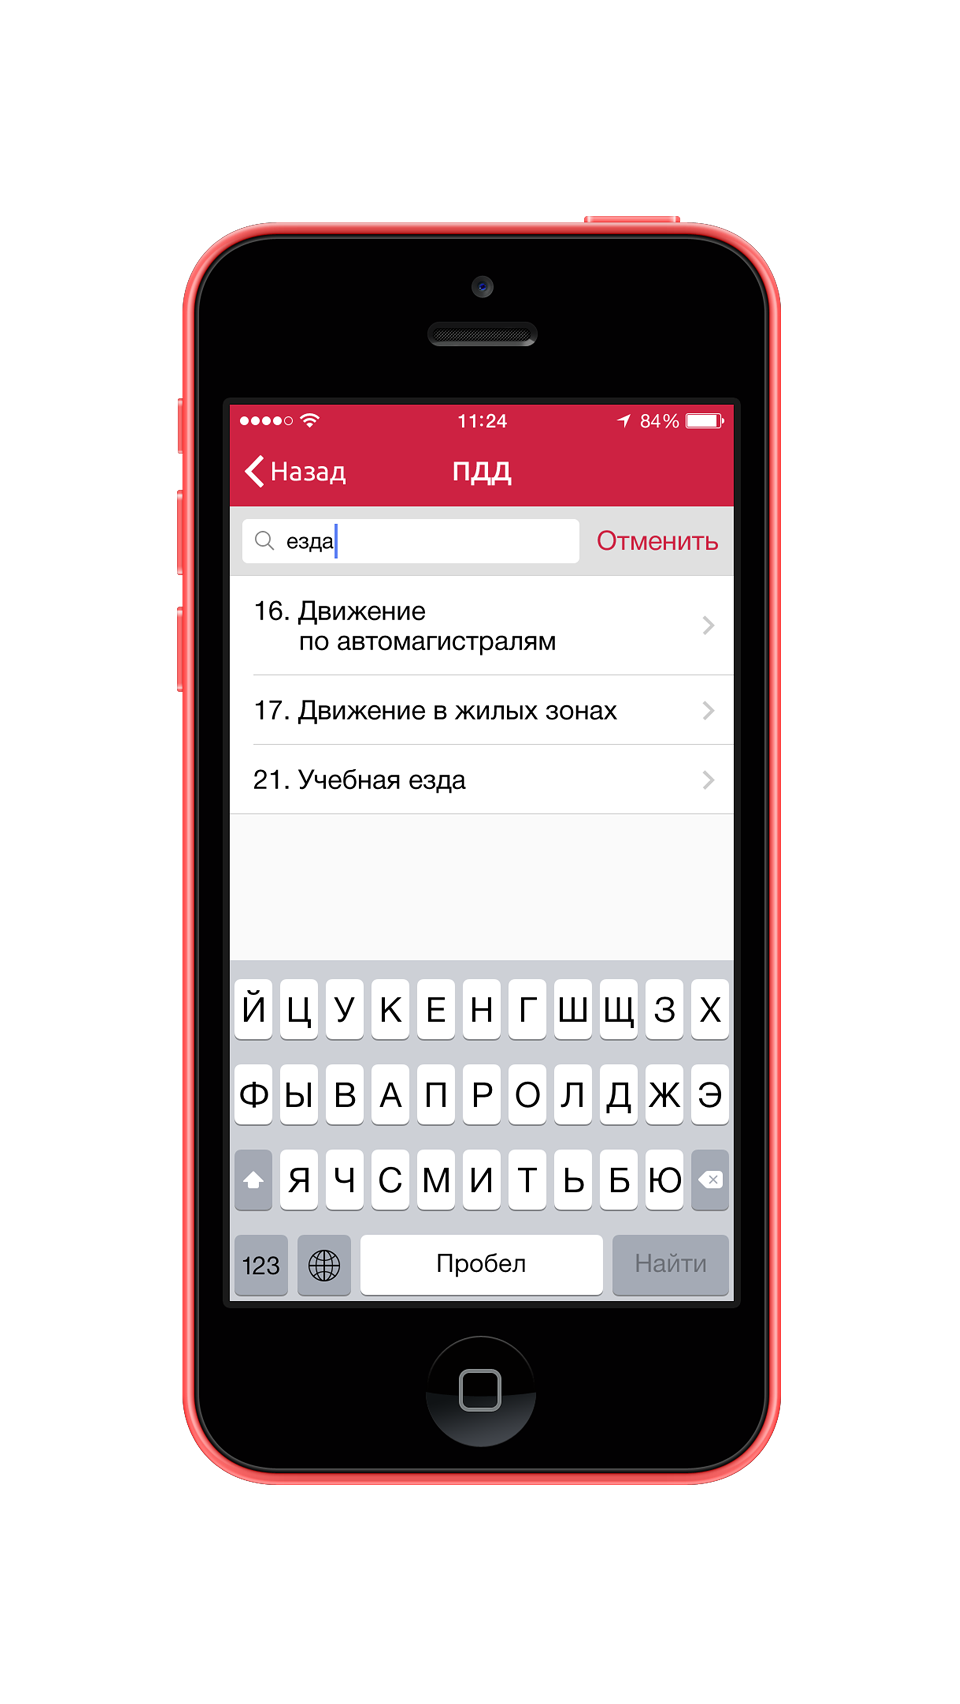 11:24
84%
Назад
ПДД
езда
Отменить
16. Движение
по автомагистралям
17. Движение в жилых зонах
21. Учебная езда
Й Ц У К Е Н Г Ш Щ З Х
Ф Ы В А П Р О Л Д Ж Э
Я Ч С М И Т Ь Б Ю
123
Пробел
Найти